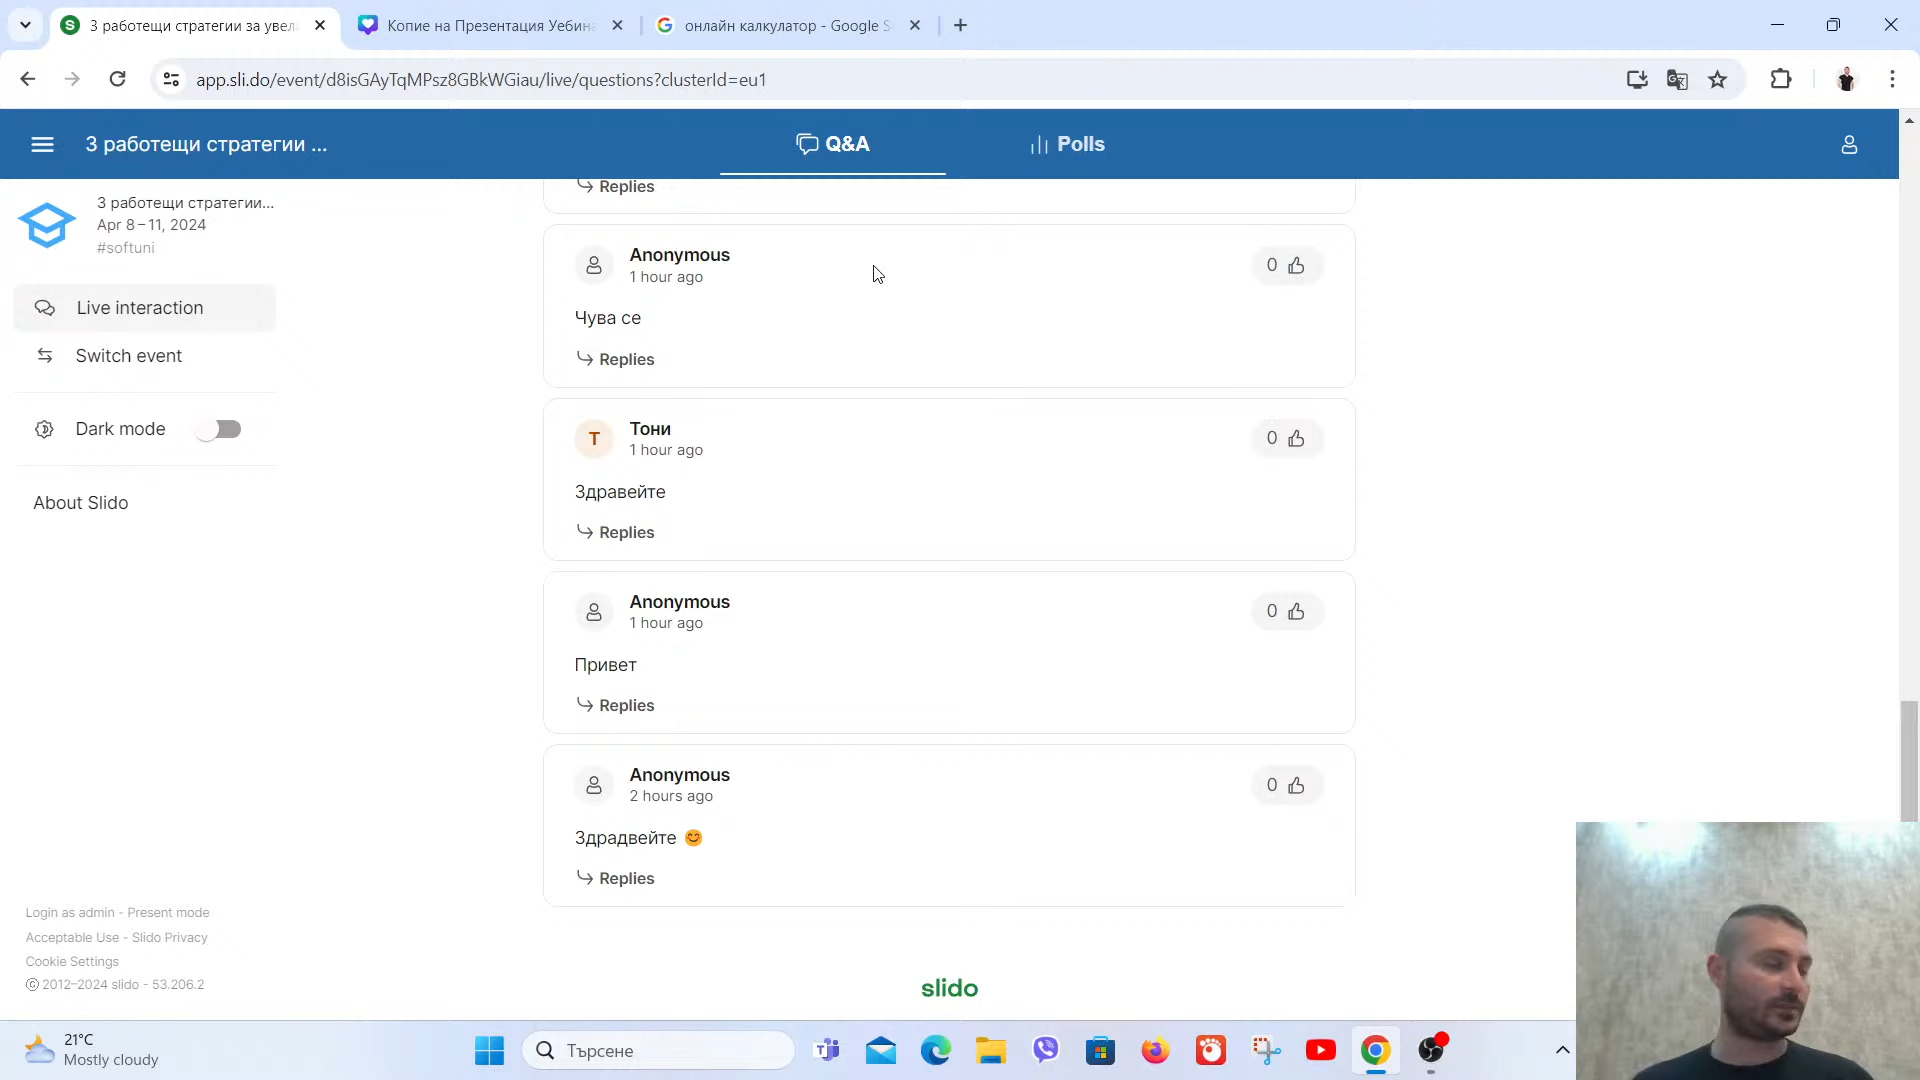 3 работещи стратегии за увел
Копие на Презентация Уебина
онлайн калкулатор - Google S
app.sli.do/event/d8isGAyTqMPsz8GBkWGiau/live/questions?clusterId=eu1
3 работещи стратегии ...
Q&A
Polls
3 работещи стратегии...
Apr 8 – 11, 2024
#softuni
Live interaction
Switch event
Dark mode
About Slido
Replies
Anonymous
1 hour ago
0
Чува се
Replies
T
Тони
1 hour ago
0
Здравейте
Replies
Anonymous
1 hour ago
0
Привет
Replies
Anonymous
2 hours ago
0
Здрадвейте 😊
Replies
Login as admin - Present mode
Acceptable Use - Slido Privacy
Cookie Settings
© 2012–2024 slido - 53.206.2
slido
21°C
Mostly cloudy
Търсене